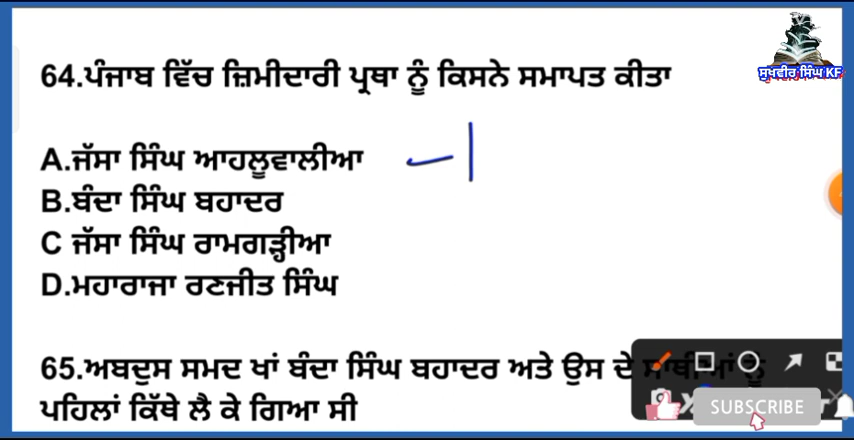 ਸੁਖਵੀਰ ਸਿੰਘ KF
64.ਪੰਜਾਬ ਵਿੱਚ ਜ਼ਿਮੀਦਾਰੀ ਪ੍ਰਥਾ ਨੂੰ ਕਿਸਨੇ ਸਮਾਪਤ ਕੀਤਾ
A.ਜੱਸਾ ਸਿੰਘ ਆਹਲੂਵਾਲੀਆ
B.ਬੰਦਾ ਸਿੰਘ ਬਹਾਦਰ
C ਜੱਸਾ ਸਿੰਘ ਰਾਮਗੜ੍ਹੀਆ
D.ਮਹਾਰਾਜਾ ਰਣਜੀਤ ਸਿੰਘ
65.ਅਬਦੁਸ ਸਮਦ ਖਾਂ ਬੰਦਾ ਸਿੰਘ ਬਹਾਦਰ ਅਤੇ ਉਸ ਦੇ ਸਾਥੀਆਂ ਨੂੰ
ਪਹਿਲਾਂ ਕਿੱਥੇ ਲੈ ਕੇ ਗਿਆ ਸੀ
SUBSCRIBE